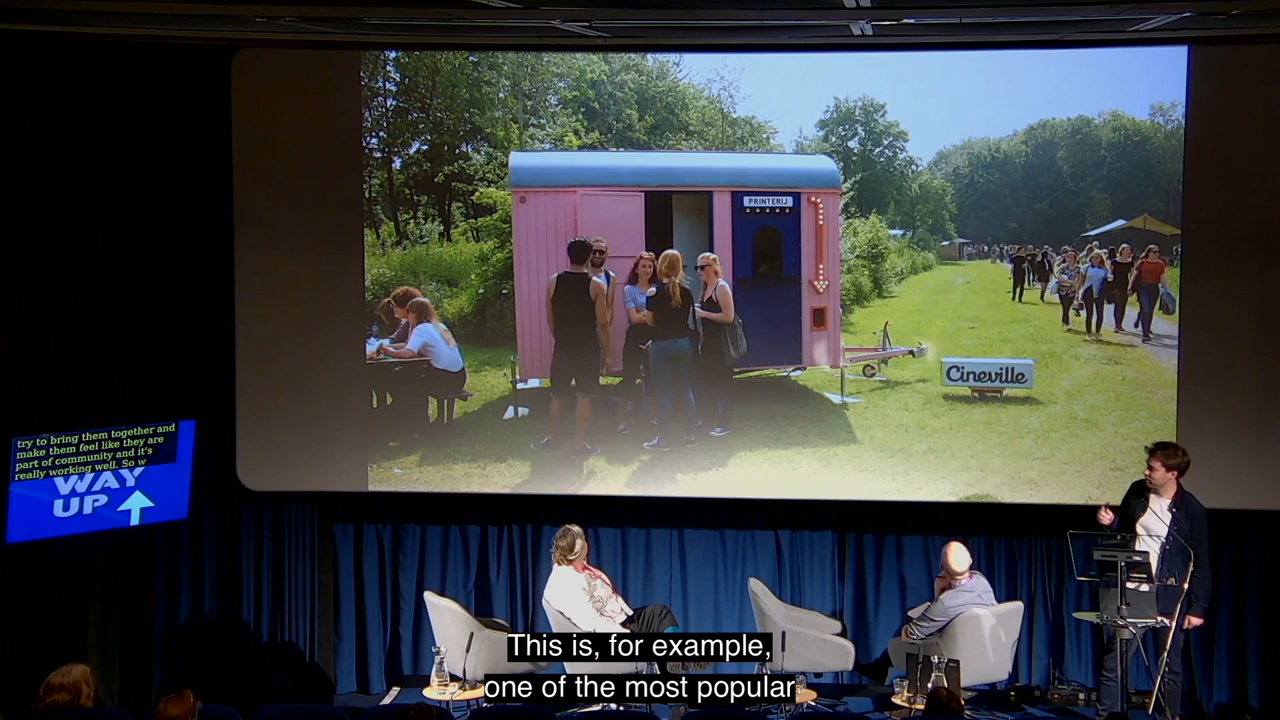 PRINTERIJ
Cineville
try to bring them together and
make them feel like they are
part of community and it's
really working well. So w
WAY
UP
This is, for example,
one of the most popular